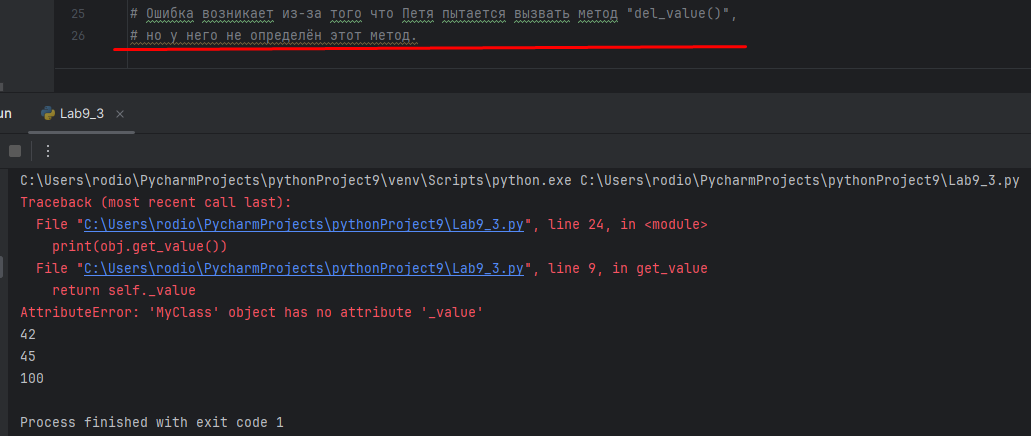 25 # Ошибка возникает из-за того что Петя пытается вызвать метод "del_value()",
26 # но у него не определён этот метод.
un Lab9_3 ×
C:\Users\rodio\PycharmProjects\pythonProject9\venv\Scripts\python.exe C:\Users\rodio\PycharmProjects\pythonProject9\Lab9_3.py
Traceback (most recent call last):
  File "C:\Users\rodio\PycharmProjects\pythonProject9\Lab9_3.py", line 24, in <module>
    print(obj.get_value())
  File "C:\Users\rodio\PycharmProjects\pythonProject9\Lab9_3.py", line 9, in get_value
    return self._value
AttributeError: 'MyClass' object has no attribute '_value'
42
45
100
Process finished with exit code 1